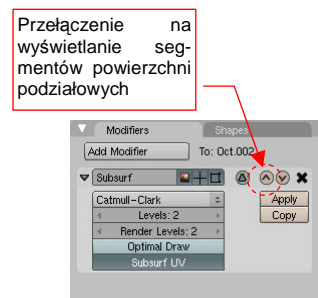 Przełączenie na
wyświetlanie seg-
mentów powierzchni
podziałowych
Modifiers Shapes
Add Modifier To: Oct.002
Subsurf
Catmull-Clark Apply
Levels: 2 Copy
Render Levels: 2
Optimal Draw
Subsurf UV